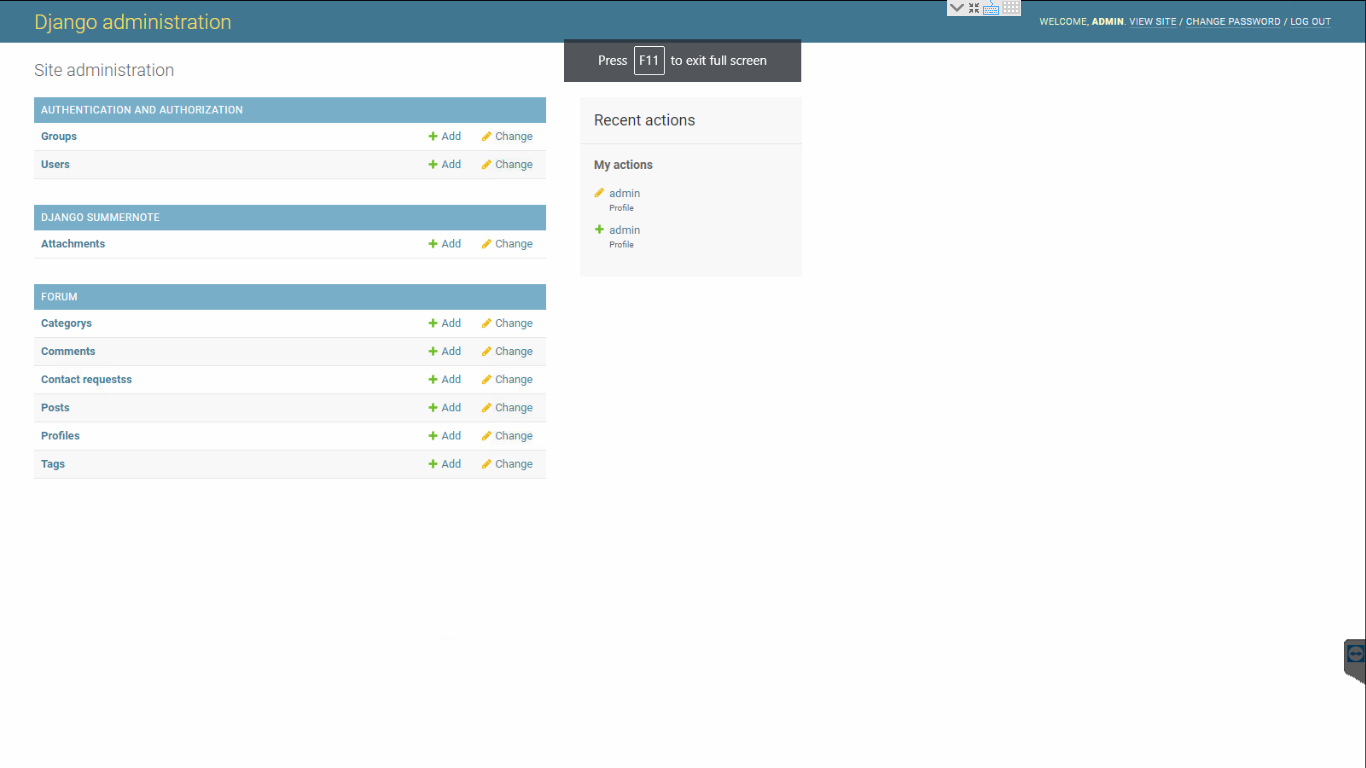 Django administration
WELCOME, ADMIN. VIEW SITE / CHANGE PASSWORD / LOG OUT
Press F11 to exit full screen
Site administration
AUTHENTICATION AND AUTHORIZATION
Groups Add Change
Users Add Change
DJANGO SUMMERNOTE
Attachments Add Change
FORUM
Categorys Add Change
Comments Add Change
Contact requestss Add Change
Posts Add Change
Profiles Add Change
Tags Add Change
Recent actions
My actions
admin
Profile
admin
Profile